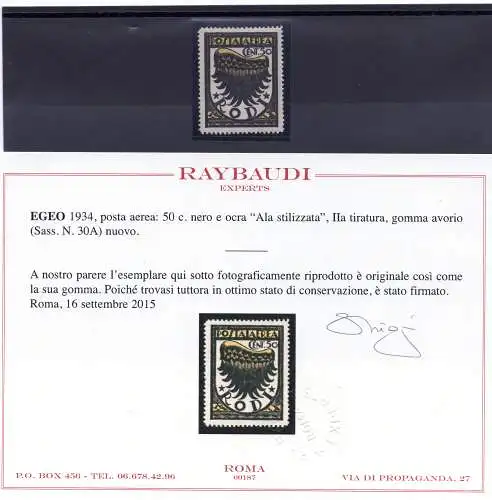 POSTA AEREA
CENT 50
RODI
RAYBAUDI
EXPERTS
EGEO 1934, posta aerea: 50 c. nero e ocra “Ala stilizzata”, IIa tiratura, gomma avorio
(Sass. N. 30A) nuovo.
A nostro parere l'esemplare qui sotto fotograficamente riprodotto è originale così come
la sua gomma. Poiché trovasi tuttora in ottimo stato di conservazione, è stato firmato.
Roma, 16 settembre 2015
POSTA AEREA
CENT 50
RODI
P.O. BOX 456 - TEL. 06.678.42.96
ROMA
00187
VIA DI PROPAGANDA, 27